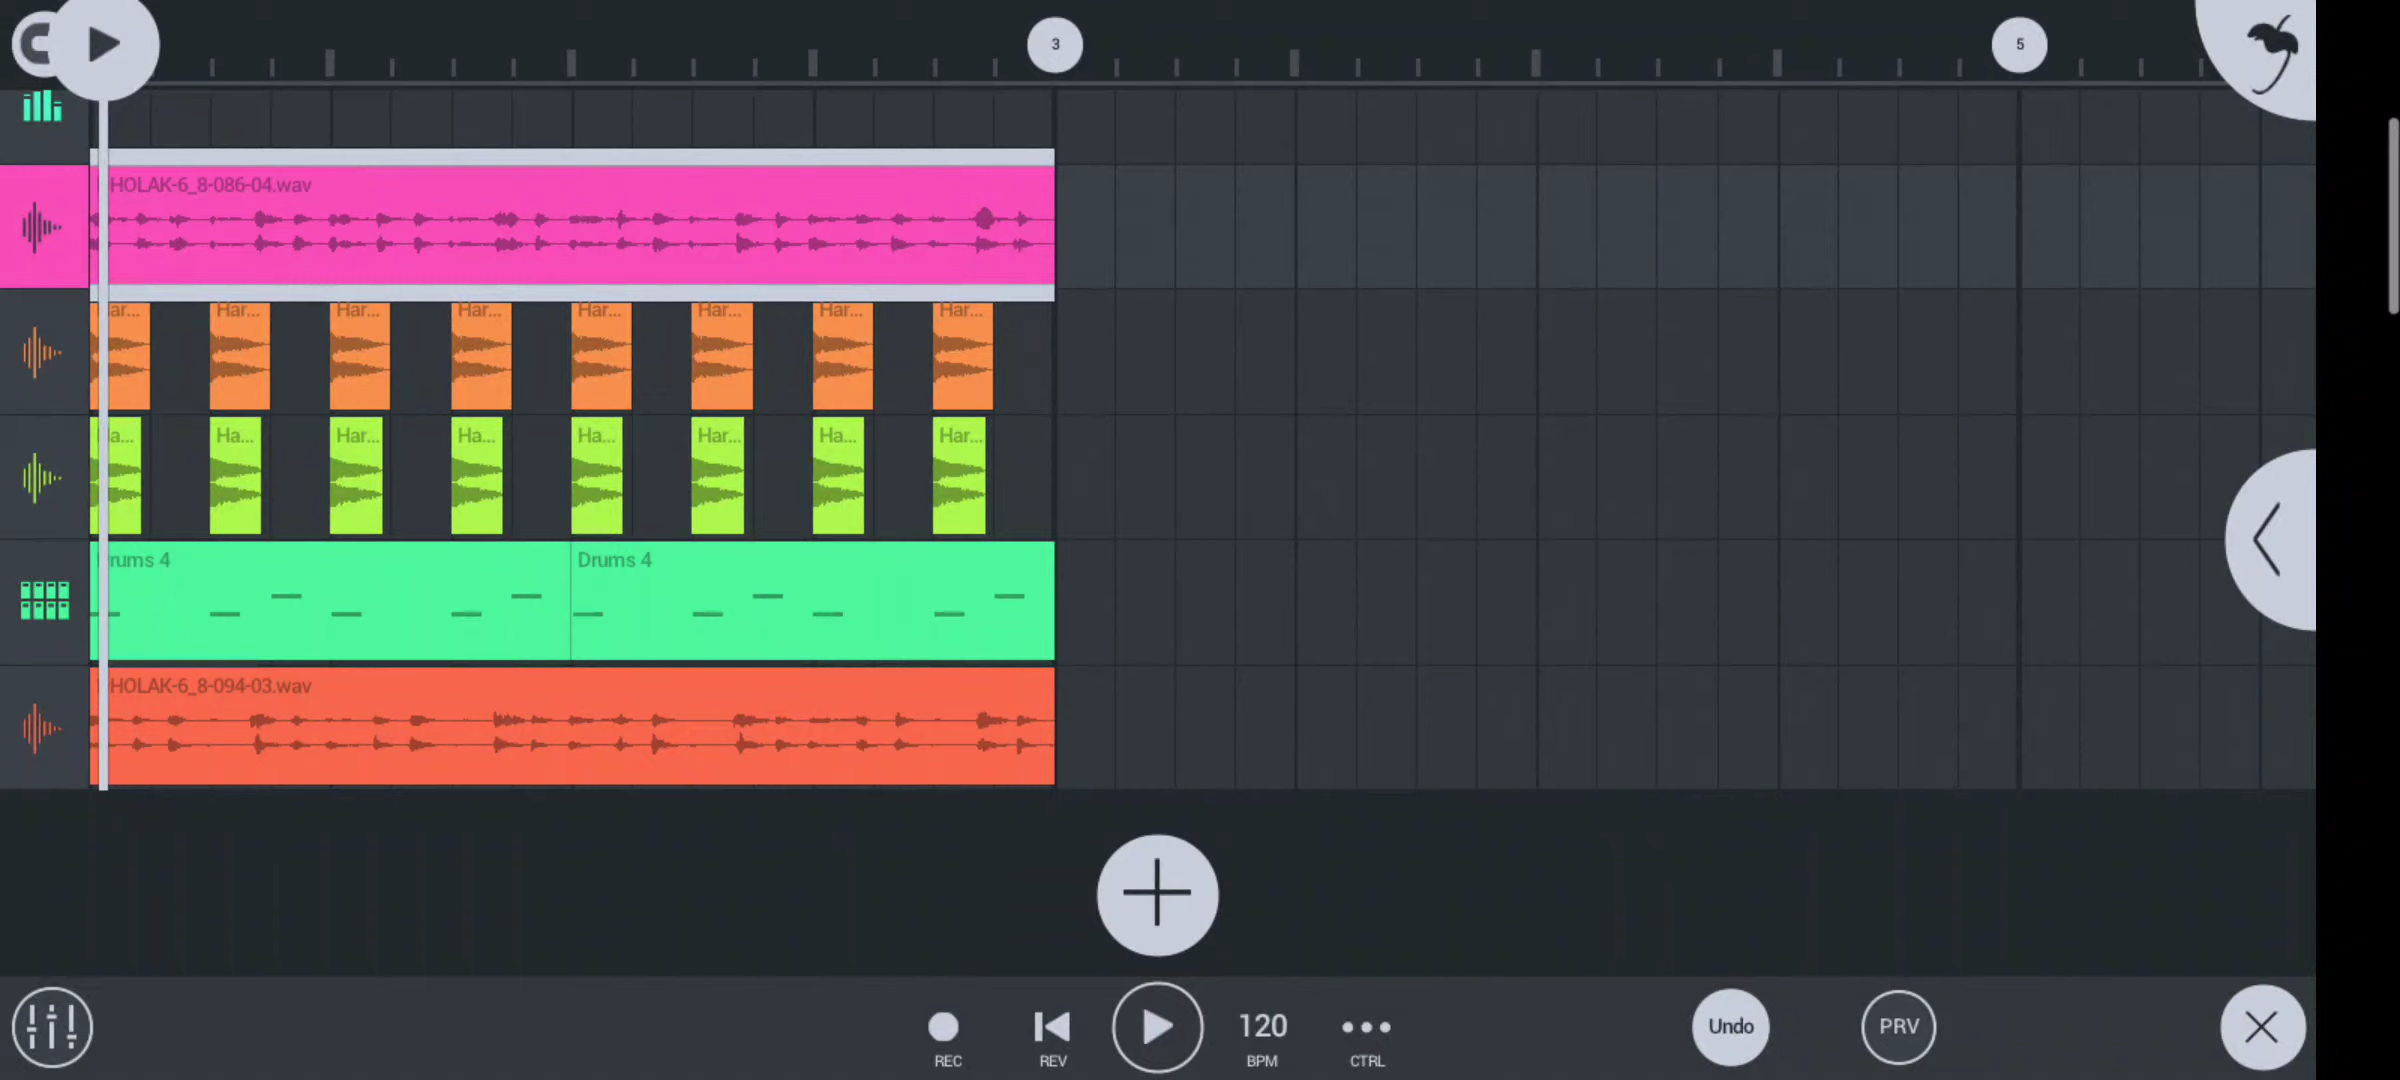 3
5
HOLAK-6_8-086-04.wav
ar... Har... Har... Har... Har... Har... Har... Har...
a... Ha... Har... Ha... Ha... Har... Ha... Har...
rums 4 Drums 4
HOLAK-6_8-094-03.wav
120 Undo PRV
REC REV BPM CTRL